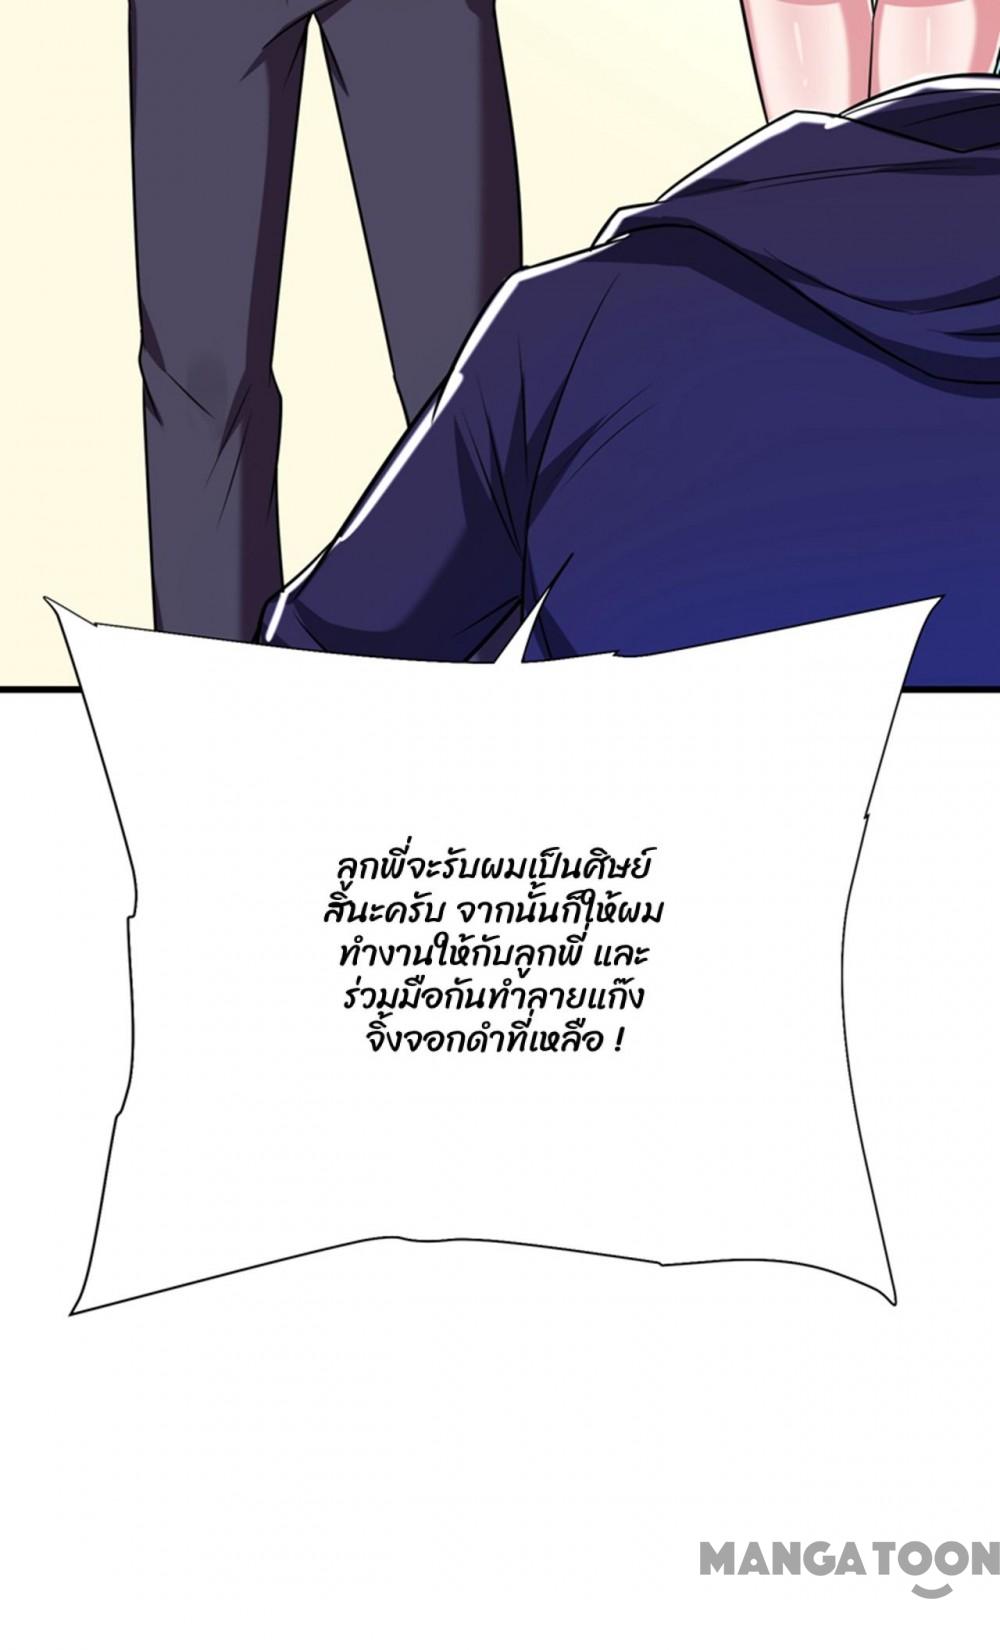 ลูกพี่จะรับผมเป็นศิษย์
สินะครับ จากนั้นก็ให้ผม
ทำงานให้กับลูกพี่ และ
ร่วมมือกันทำลายแก๊ง
จิ้งจอกดำที่เหลือ !
MANGATOON